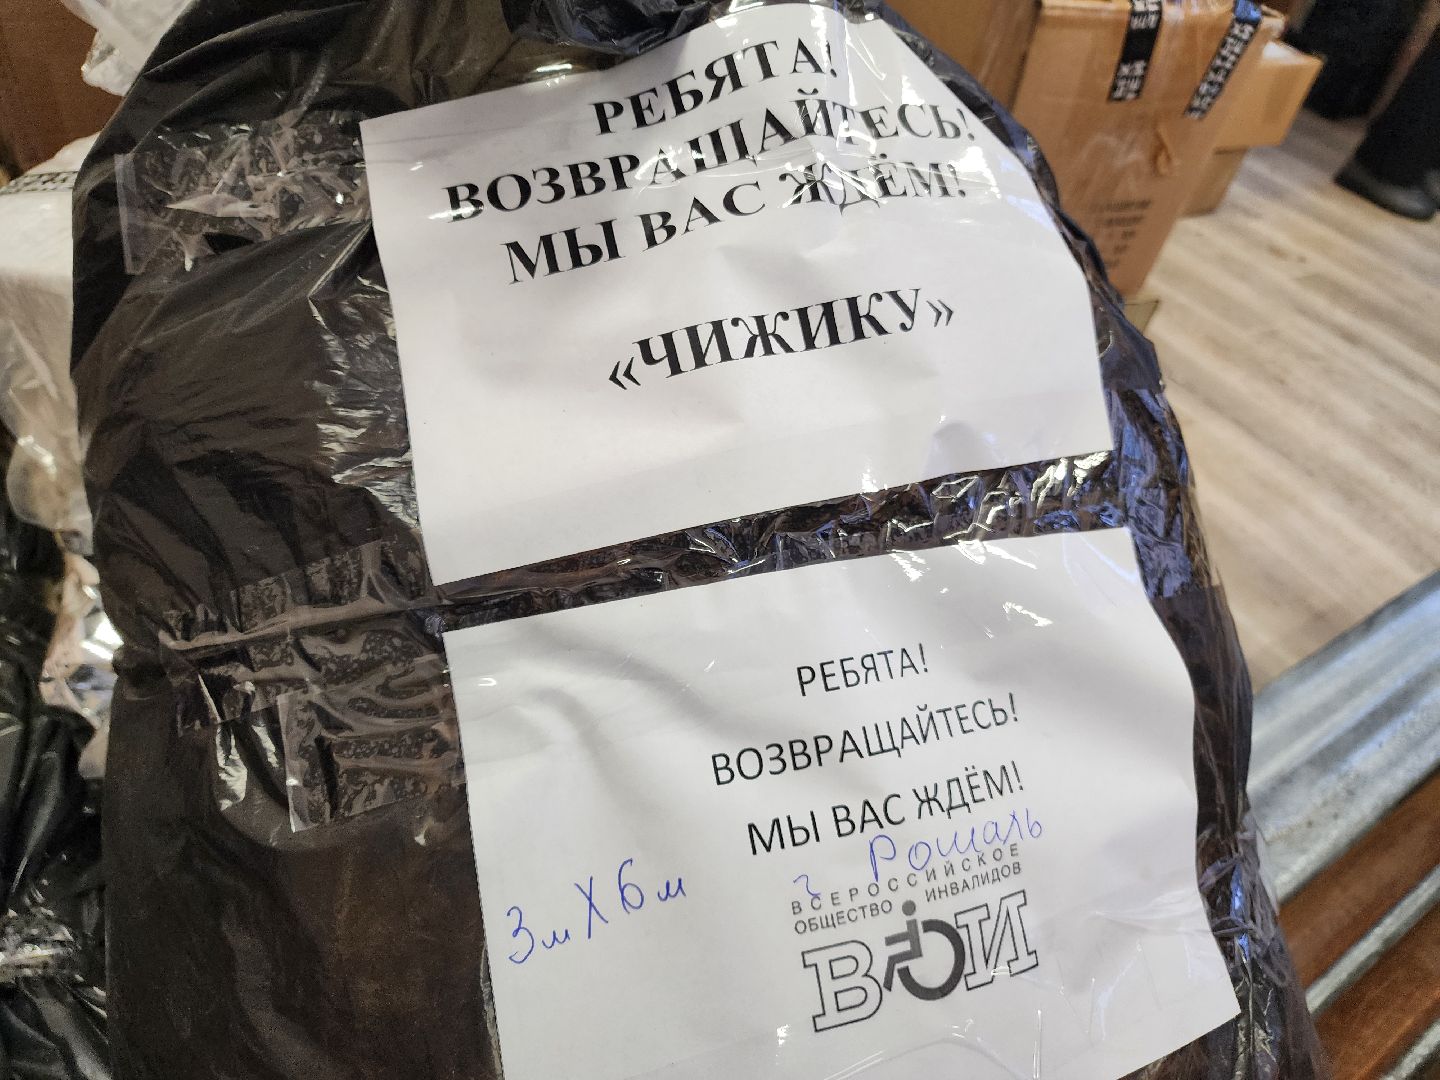 РЕБЯТА!
ВОЗВРАЩАЙТЕСЬ!
МЫ ВАС ЖДЁМ!
«ЧИЖИКУ»
РЕБЯТА!
ВОЗВРАЩАЙТЕСЬ!
МЫ ВАС ЖДЁМ!
г Рошаль
3м X 6м
ВСЕРОССИЙСКОЕ
ОБЩЕСТВО ИНВАЛИДОВ
ВОИ